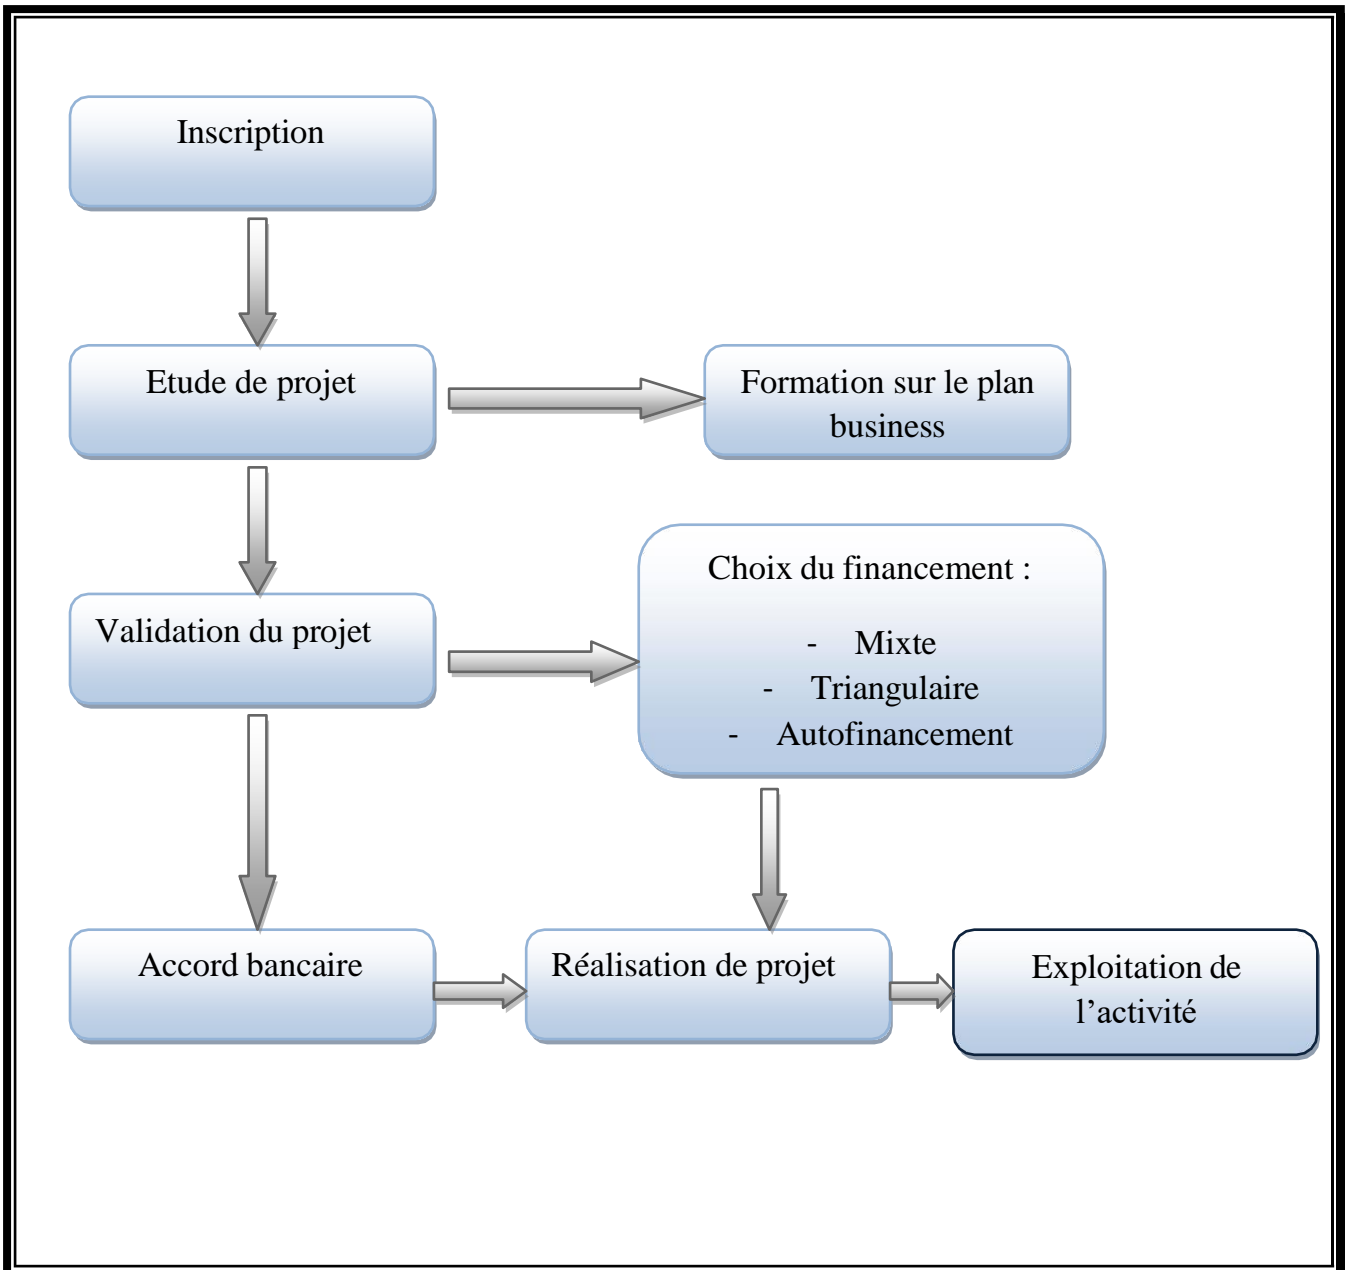 Inscription
Etude de projet
Formation sur le plan
business
Validation du projet
Choix du financement :
- Mixte
- Triangulaire
- Autofinancement
Accord bancaire
Réalisation de projet
Exploitation de
l’activité